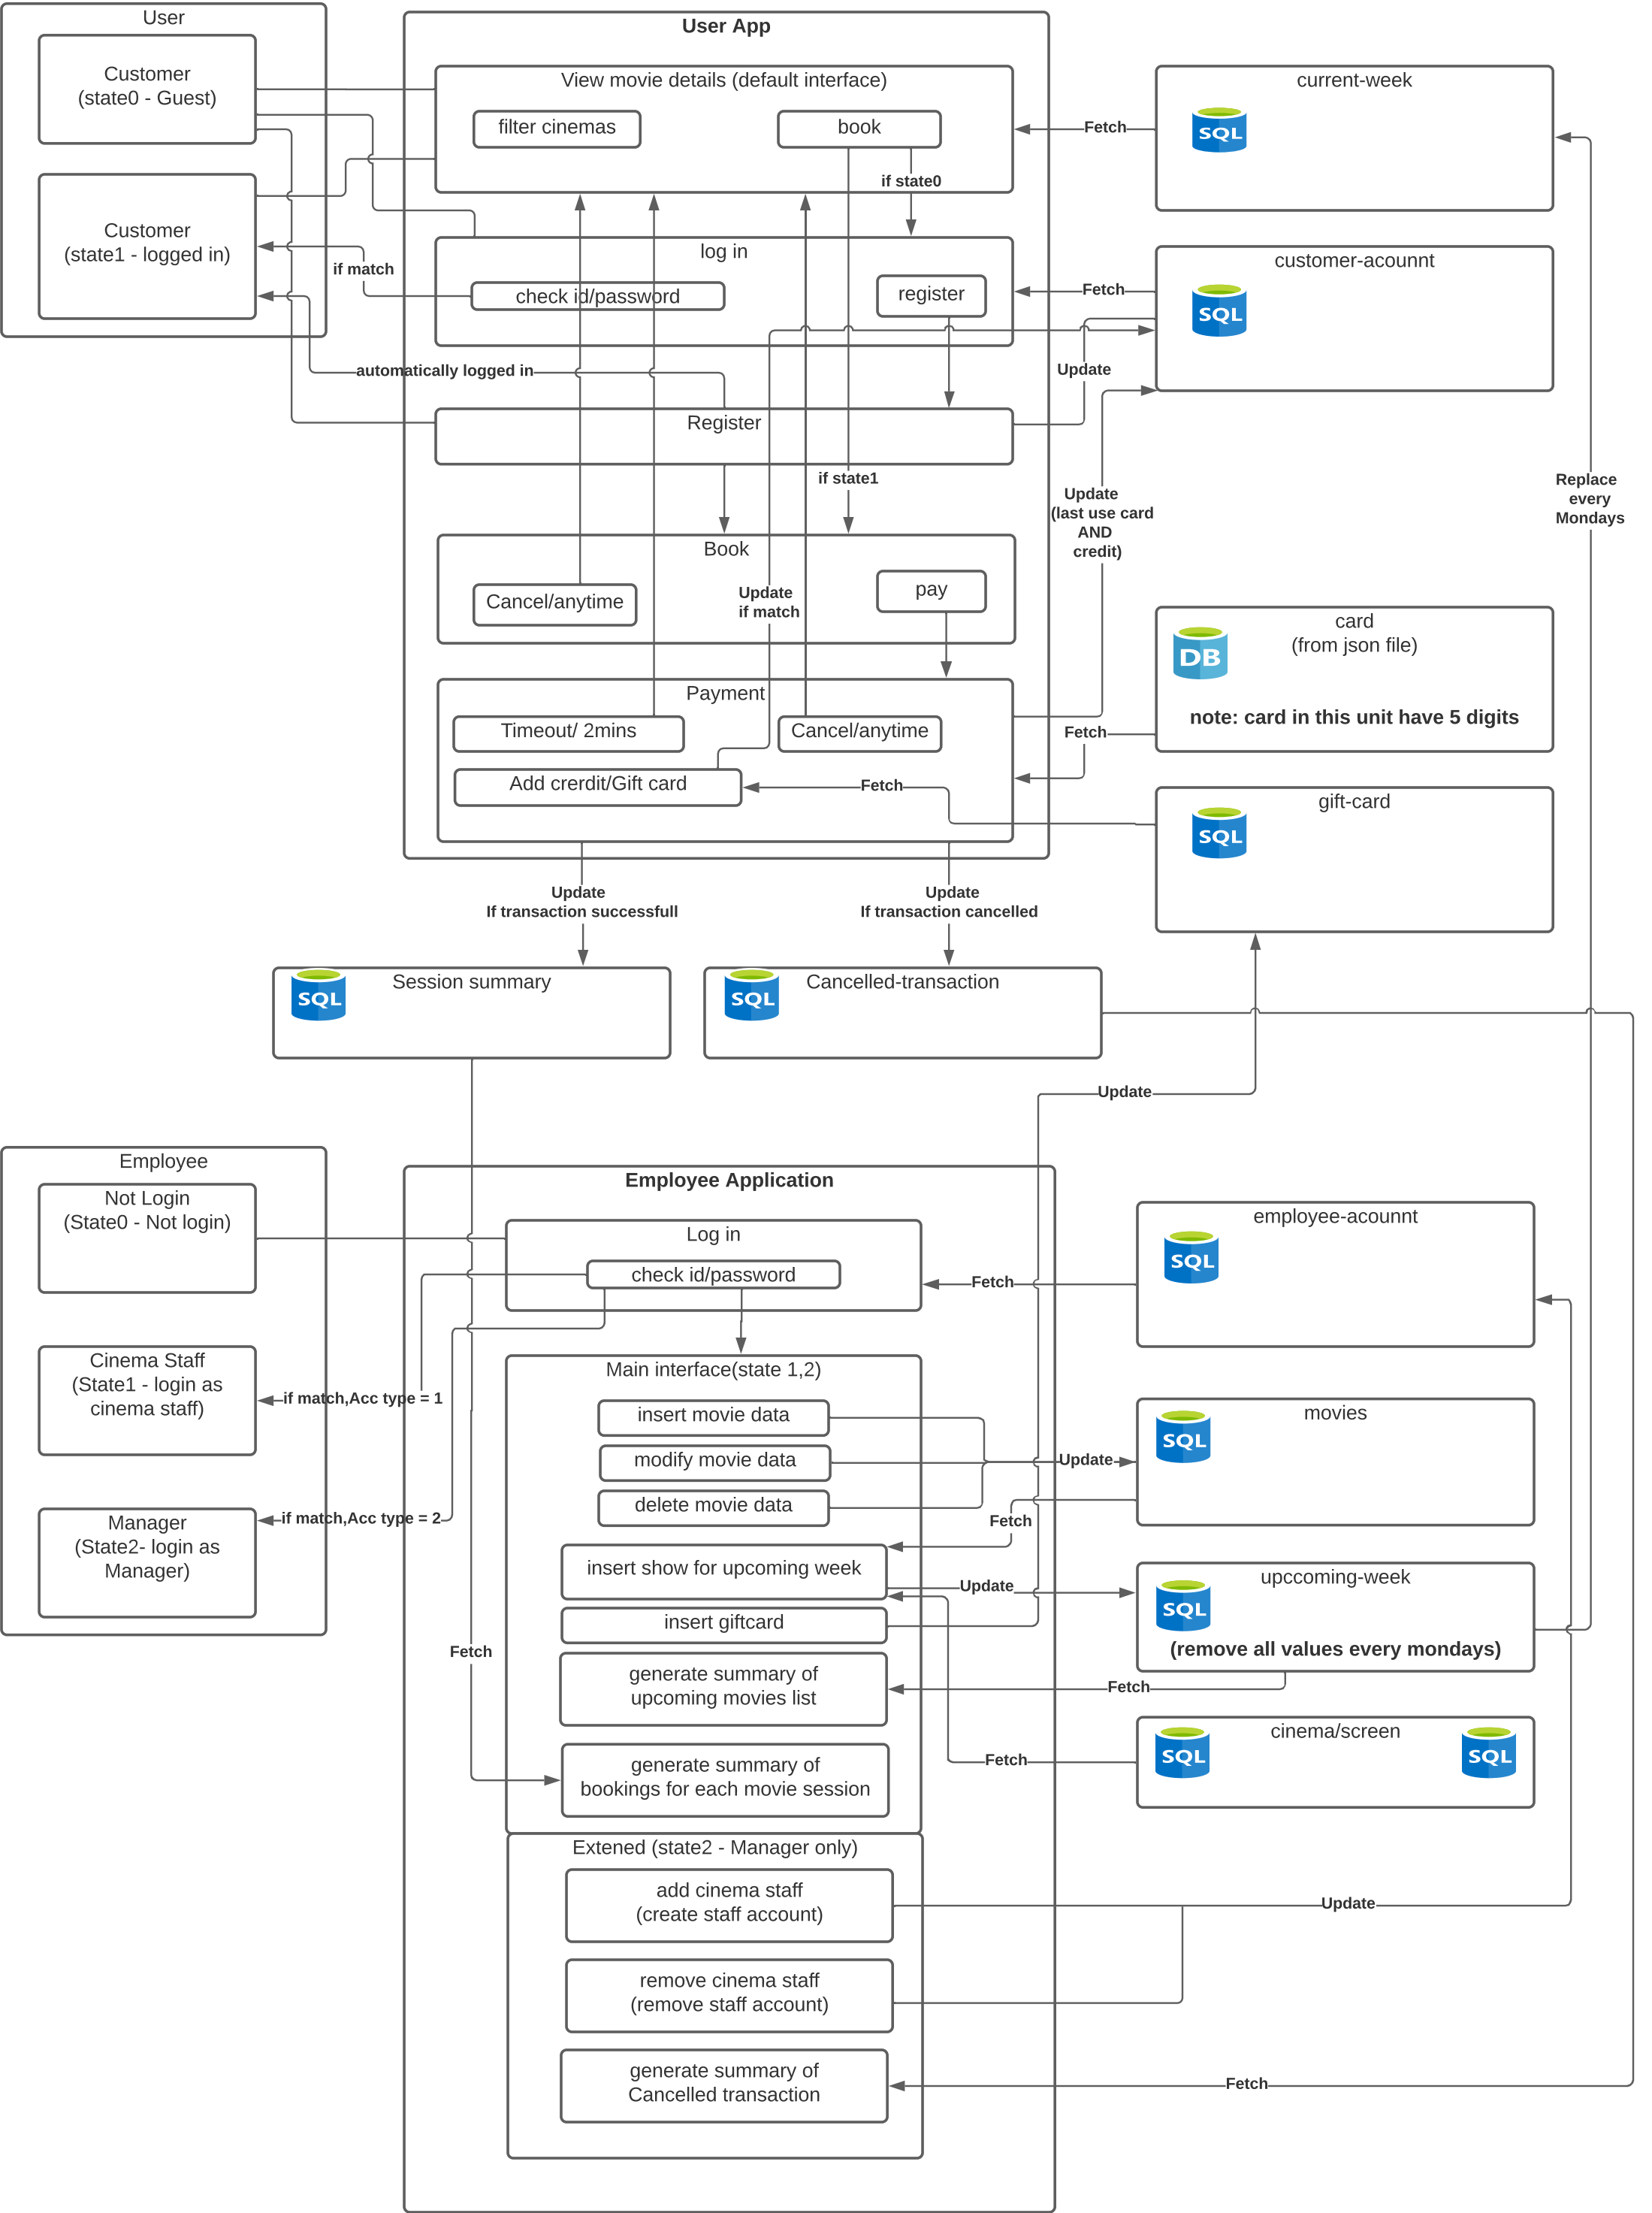 User
Customer
(state0 - Guest)
Customer
(state1 - logged in)
if match
automatically logged in
User App
View movie details (default interface)
filter cinemas
book
if state0
log in
check id/password
register
Register
if state1
Book
Cancel/anytime
pay
Update
if match
Payment
Timeout/ 2mins
Cancel/anytime
Add crerdit/Gift card
Fetch
Fetch
current-week
SQL
Fetch
customer-acounnt
SQL
Update
Update
(last use card
AND
credit)
Replace
every
Mondays
card
(from json file)
DB
note: card in this unit have 5 digits
Fetch
gift-card
SQL
Update
If transaction successfull
Update
If transaction cancelled
Session summary
SQL
Cancelled-transaction
SQL
Update
Employee
Not Login
(State0 - Not login)
Cinema Staff
(State1 - login as
cinema staff)
Manager
(State2- login as
Manager)
if match,Acc type = 1
if match,Acc type = 2
Fetch
Employee Application
Log in
check id/password
Main interface(state 1,2)
insert movie data
modify movie data
delete movie data
insert show for upcoming week
insert giftcard
generate summary of
upcoming movies list
generate summary of
bookings for each movie session
Extened (state2 - Manager only)
add cinema staff
(create staff account)
remove cinema staff
(remove staff account)
generate summary of
Cancelled transaction
Fetch
employee-acounnt
SQL
Update
movies
SQL
Fetch
Update
upccoming-week
SQL
(remove all values every mondays)
Fetch
cinema/screen
SQL
SQL
Fetch
Update
Fetch